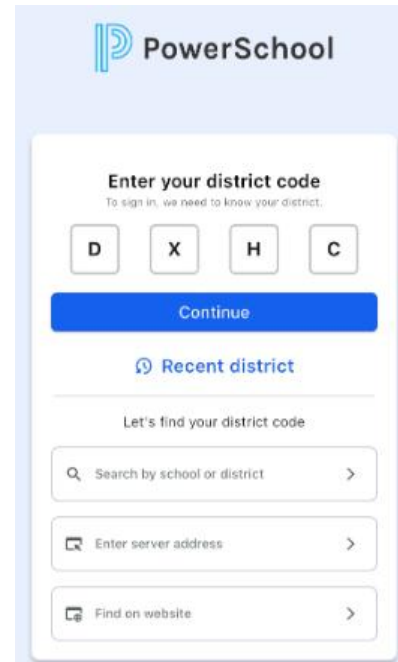 PowerSchool
Enter your district code
To sign in, we need to know your district.
D X H C
Continue
Recent district
Let's find your district code
Search by school or district
Enter server address
Find on website